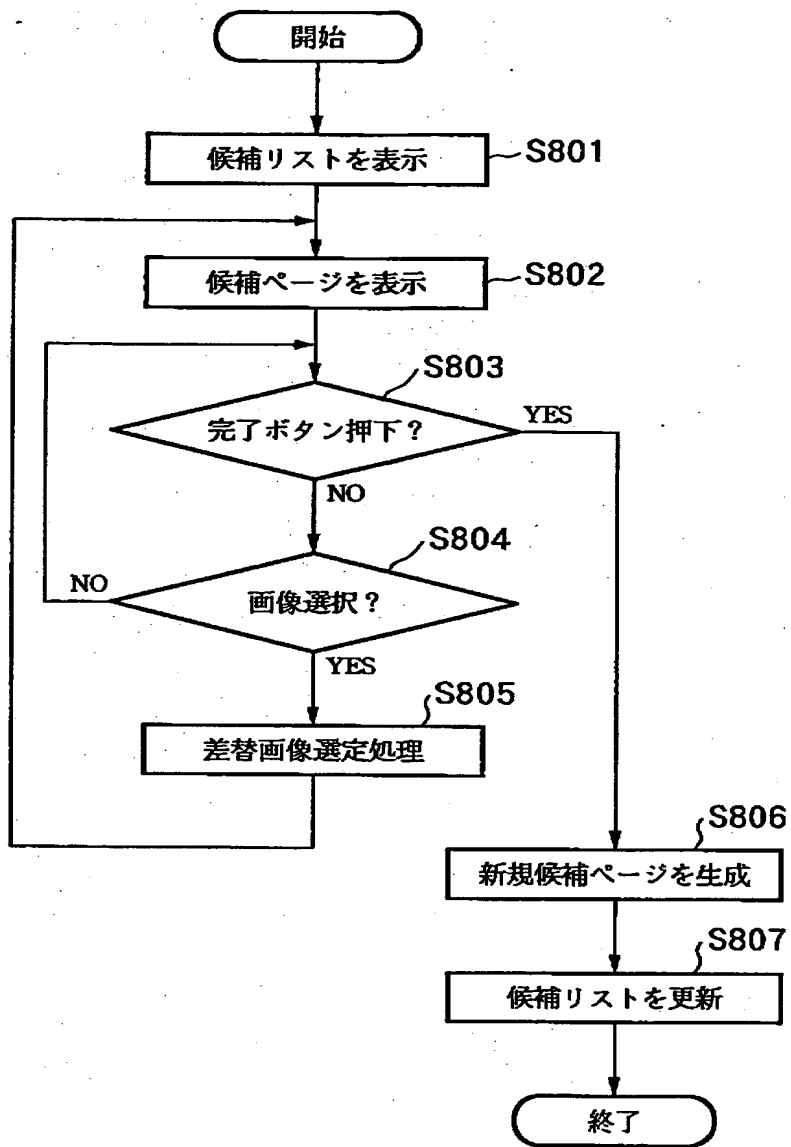 開始
候補リストを表示
S801
候補ページを表示
S802
S803
完了ボタン押下?
YES
NO
S804
NO
画像選択?
YES
S805
差替画像選定処理
S806
新規候補ページを生成
S807
候補リストを更新
終了